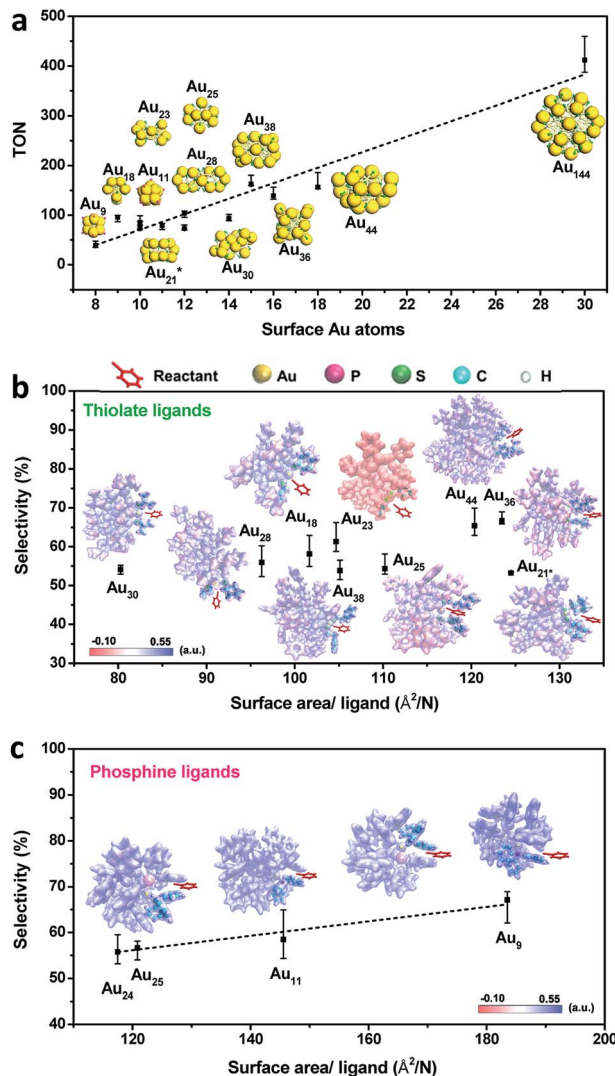 a
500
400
300
200
100
0
TON
Au25
Au23
Au38
Au18 Au11 Au28
Au9
Au144
Au44
Au36
Au21* Au30
8 10 12 14 16 18 20 22 24 26 28 30
Surface Au atoms
Reactant Au P S C H
b
Thiolate ligands
100
90
80
70
60
50
40
30
Selectivity (%)
Au44 Au36
Au18 Au23
Au28
Au25 Au21*
Au30
Au38
-0.10 0.55 (a.u.)
80 90 100 110 120 130
Surface area/ ligand (Å2/N)
c
Phosphine ligands
100
90
80
70
60
50
40
Selectivity (%)
Au24 Au25 Au11 Au9
-0.10 0.55 (a.u.)
120 140 160 180 200
Surface area/ ligand (Å2/N)